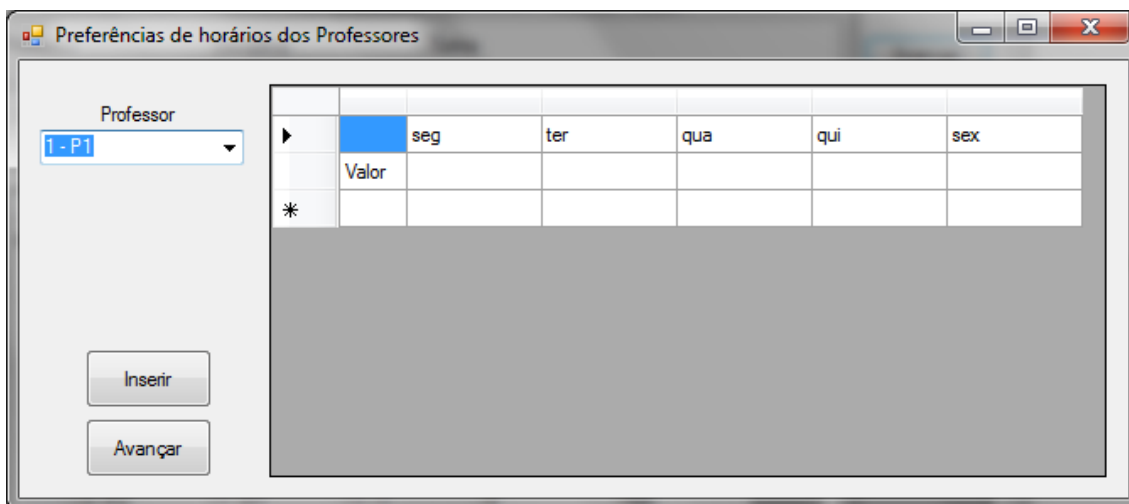 Preferências de horários dos Professores
Professor
1 - P1
seg ter qua qui sex
Valor
Inserir
Avançar